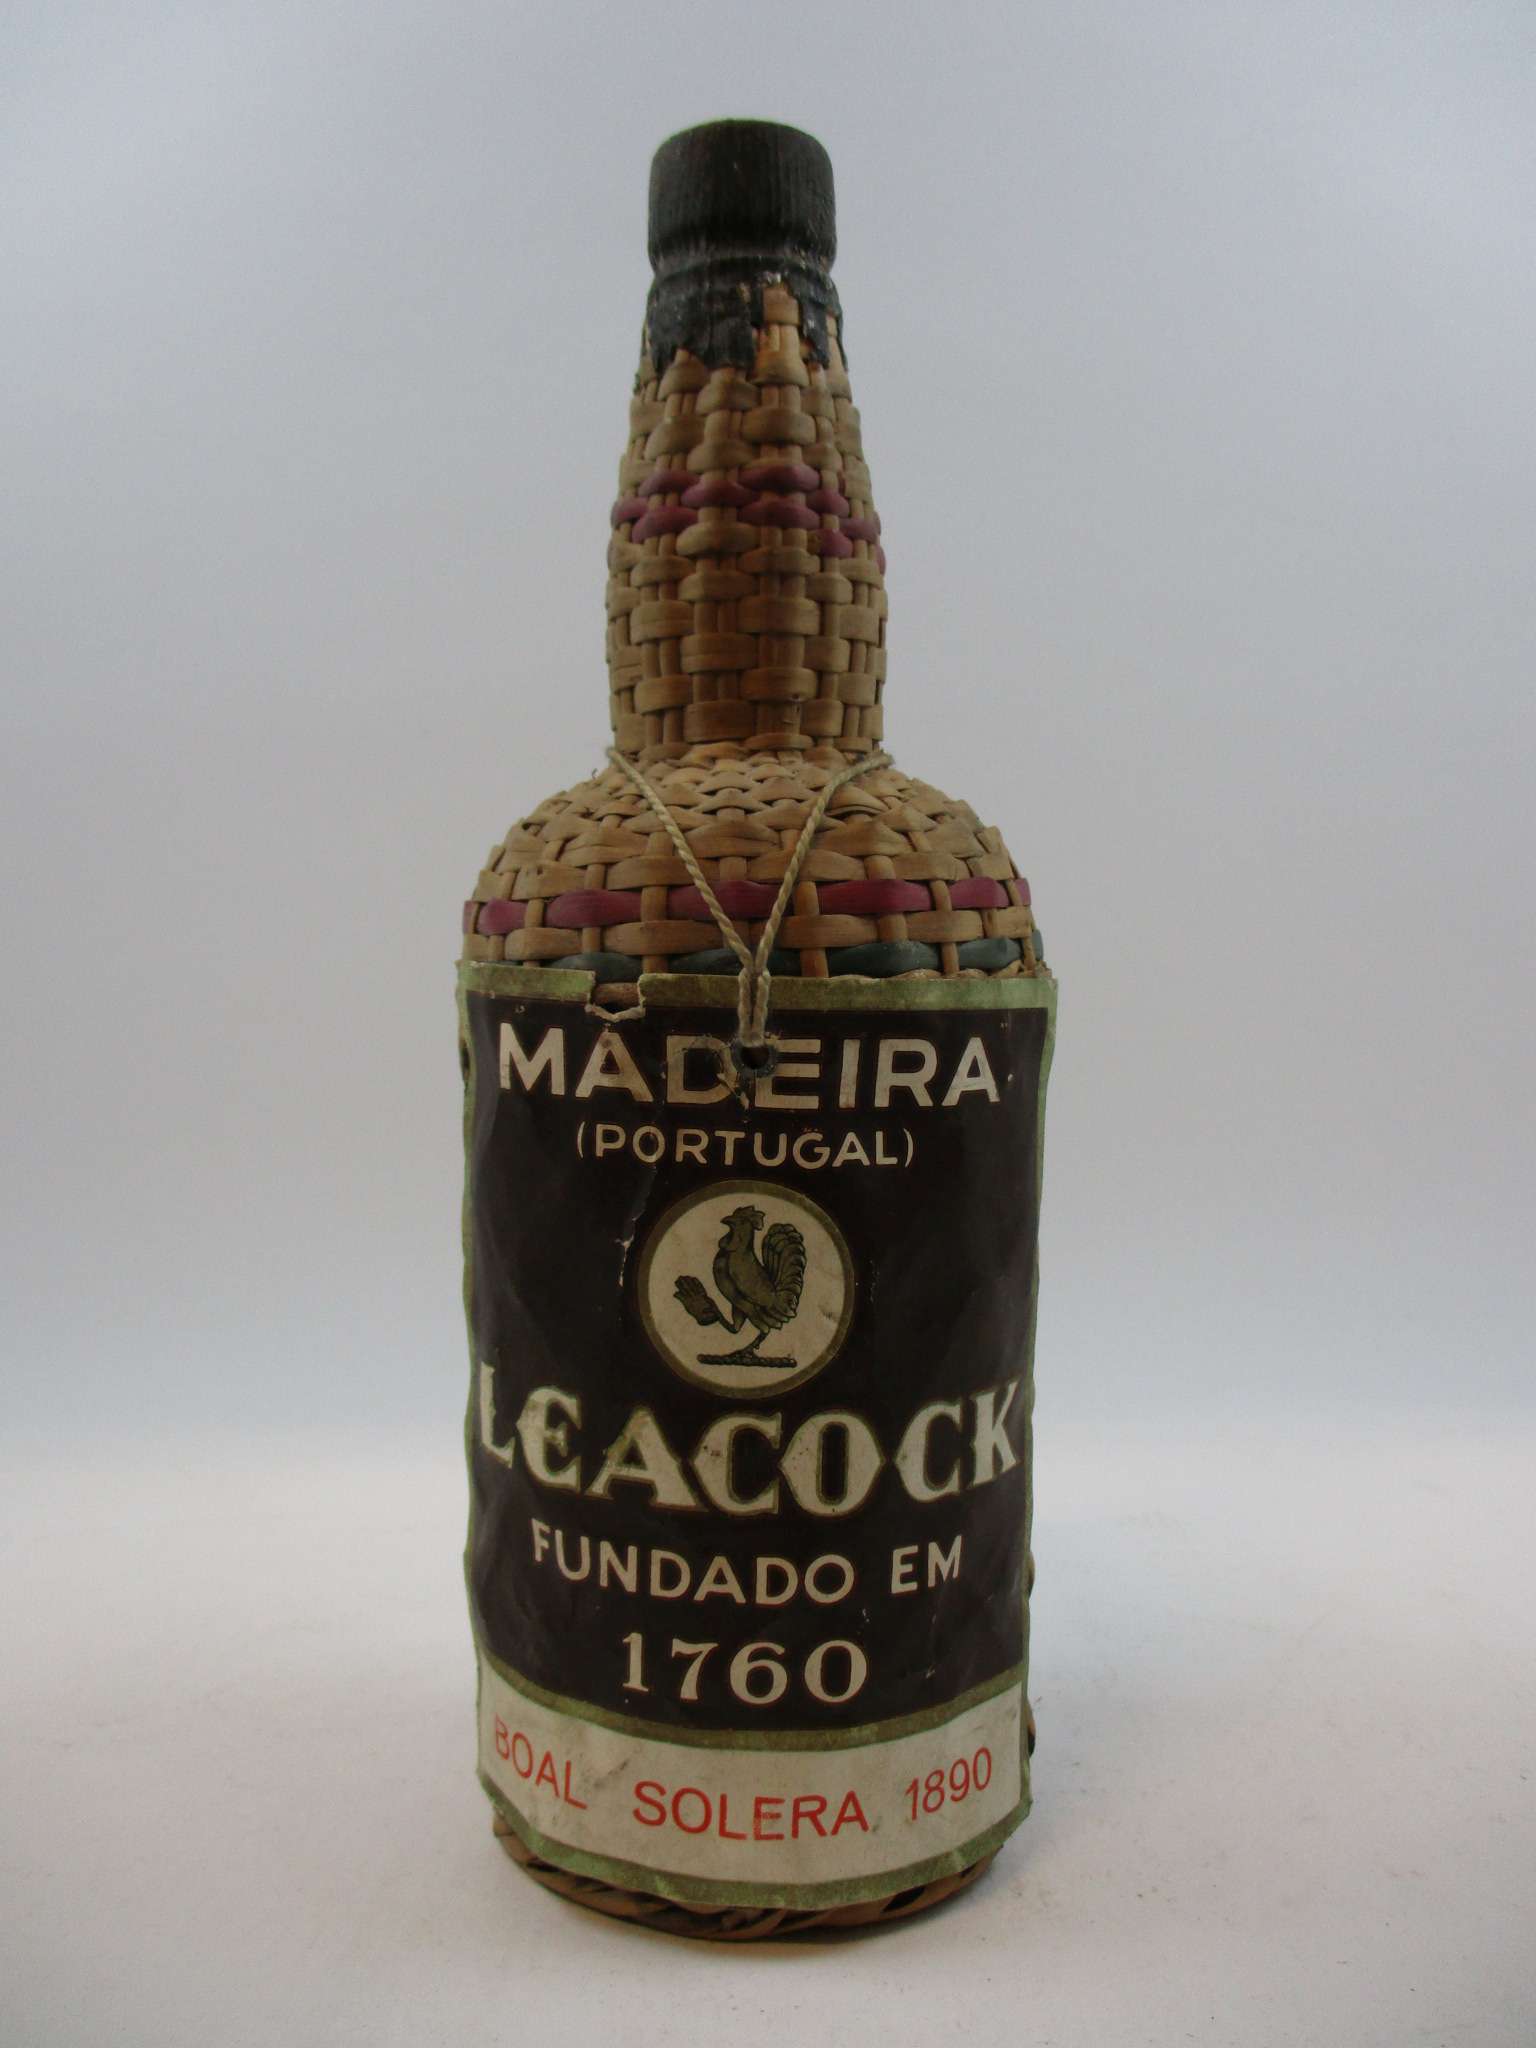 MADEIRA
(PORTUGAL)
LEACOCK
FUNDADO EM
1760
BOAL SOLERA 1890